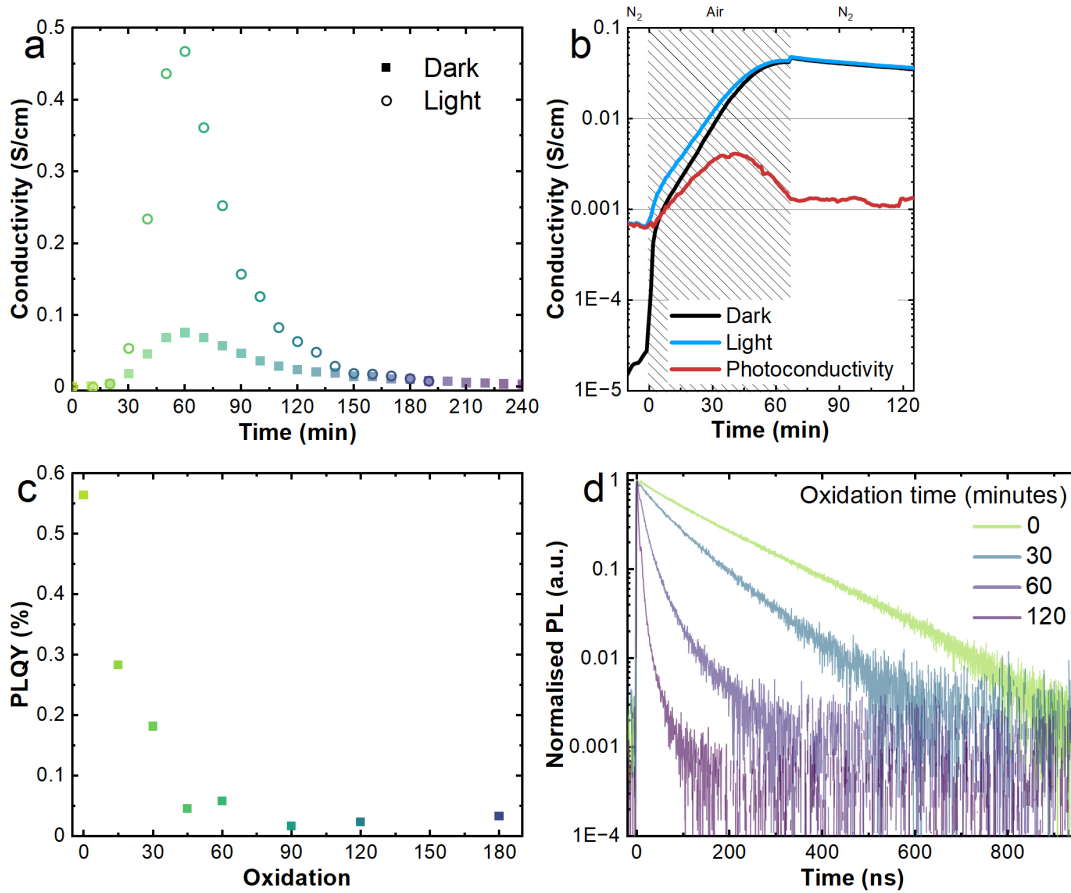 a
Dark
Light
0.5
0.4
0.3
0.2
0.1
0
Conductivity (S/cm)
0 30 60 90 120 150 180 210 240
Time (min)
N2 Air N2
b
0.1
0.01
0.001
1E-4
1E-5
Conductivity (S/cm)
Dark
Light
Photoconductivity
0 30 60 90 120
Time (min)
c
0.6
0.5
0.4
0.3
0.2
0.1
0
PLQY (%)
0 30 60 90 120 150 180
Oxidation
d
Oxidation time (minutes)
0
30
60
120
1
0.1
0.01
0.001
1E-4
Normalised PL (a.u.)
0 200 400 600 800
Time (ns)